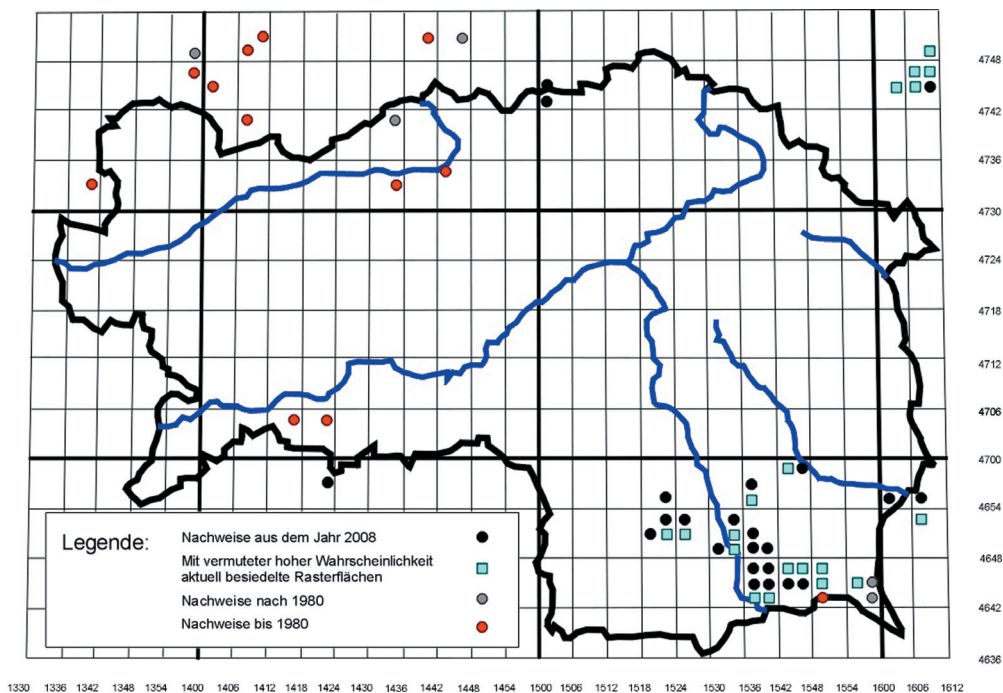 4748
4742
4736
4730
4724
4718
4712
4706
4700
4654
4648
4642
4636
Legende:
Nachweise aus dem Jahr 2008
Mit vermuteter hoher Wahrscheinlichkeit
aktuell besiedelte Rasterflächen
Nachweise nach 1980
Nachweise bis 1980
1330 1336 1342 1354 1400 1406 1412 1418 1424 1430 1436 1442 1448 1500 1506 1512 1518 1524 1530 1536 1542 1548 1554 1600 1606 1612